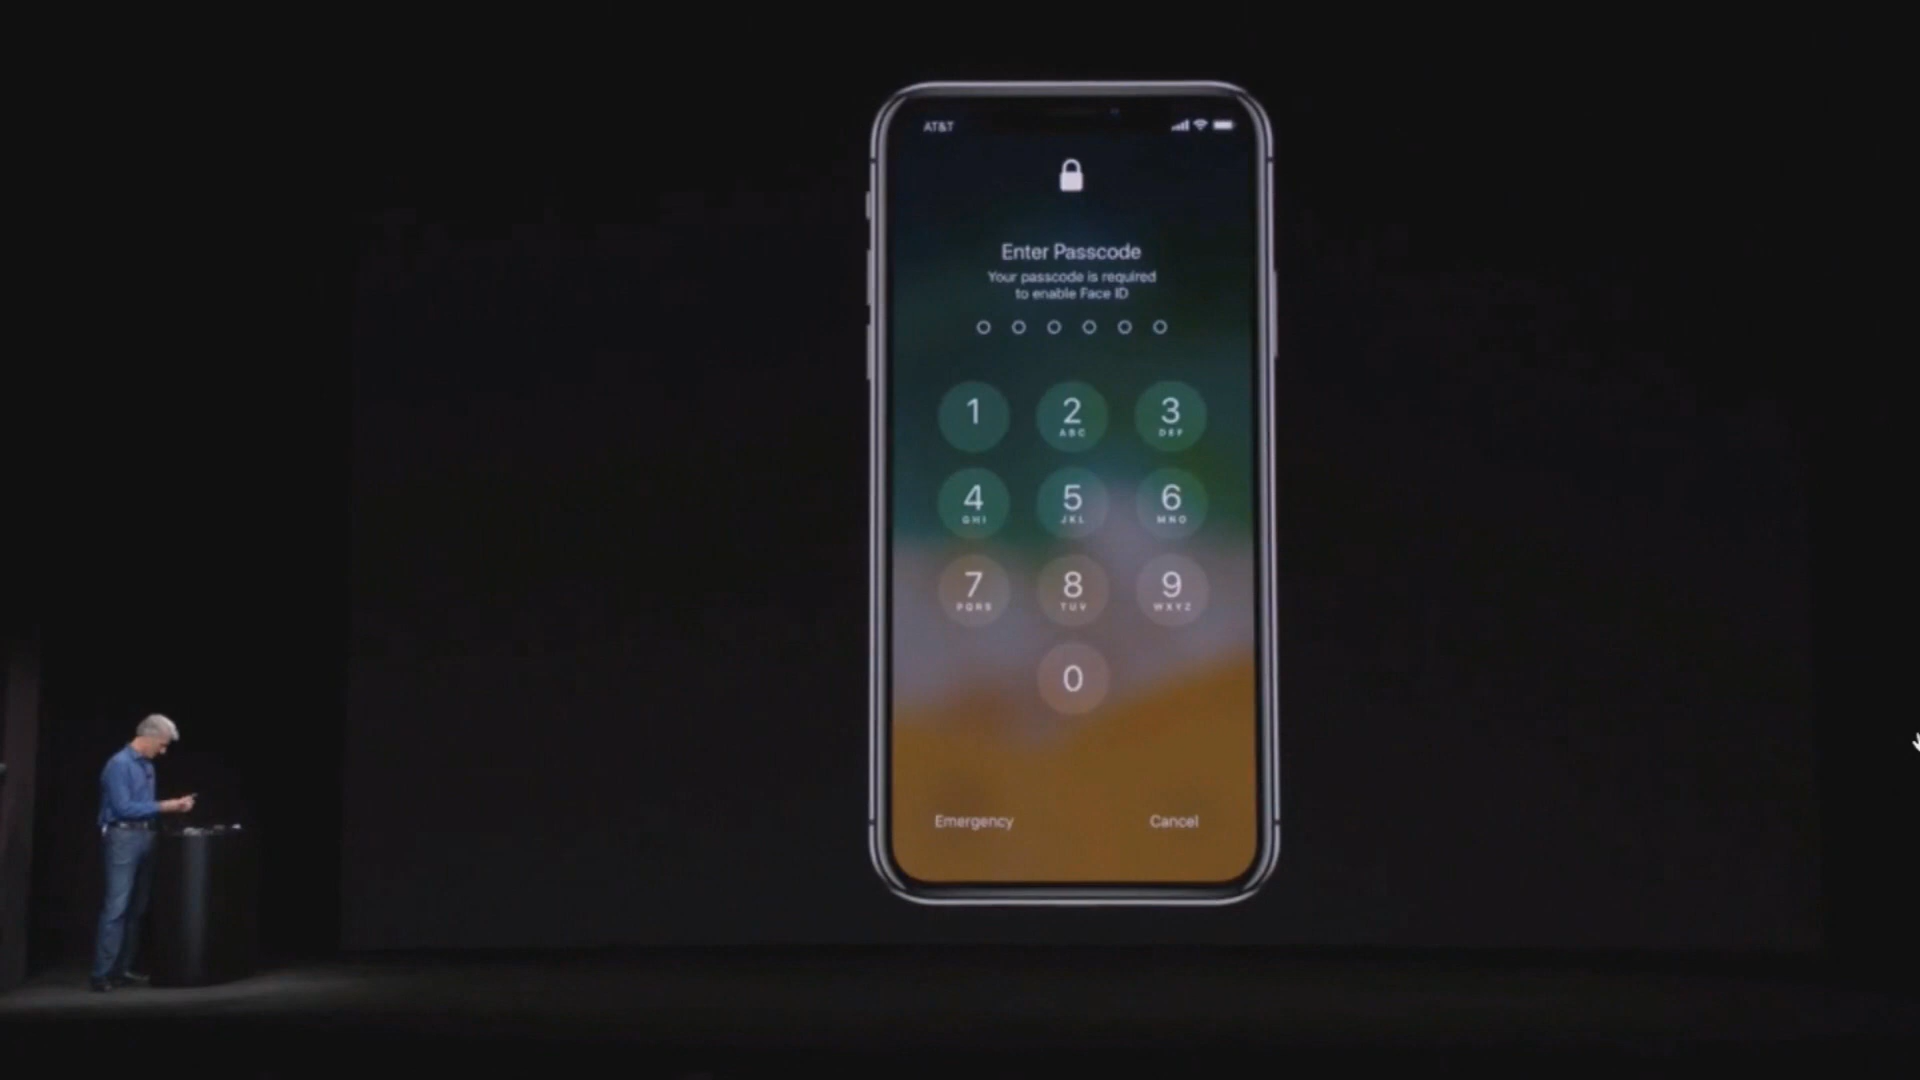 AT&T
Enter Passcode
Your passcode is required
to enable Face ID
1
2
ABC
3
DEF
4
GHI
5
JKL
6
MNO
7
PQRS
8
TUV
9
WXYZ
0
Emergency
Cancel